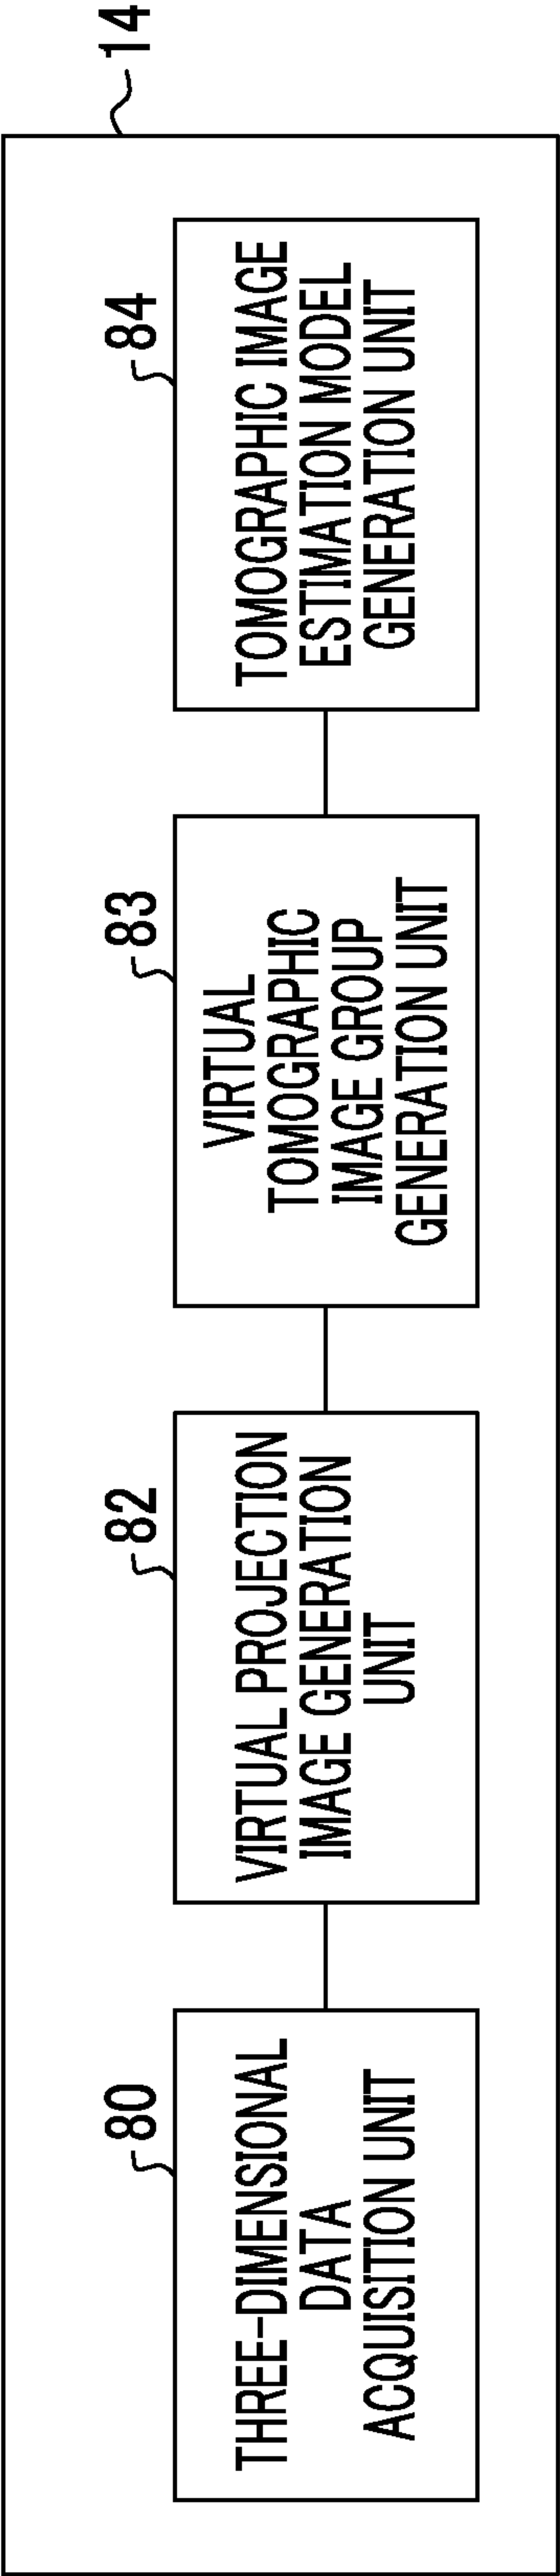 14
80
THREE-DIMENSIONAL
DATA
ACQUISITION UNIT
82
VIRTUAL PROJECTION
IMAGE GENERATION
UNIT
83
VIRTUAL
TOMOGRAPHIC
IMAGE GROUP
GENERATION UNIT
84
TOMOGRAPHIC IMAGE
ESTIMATION MODEL
GENERATION UNIT